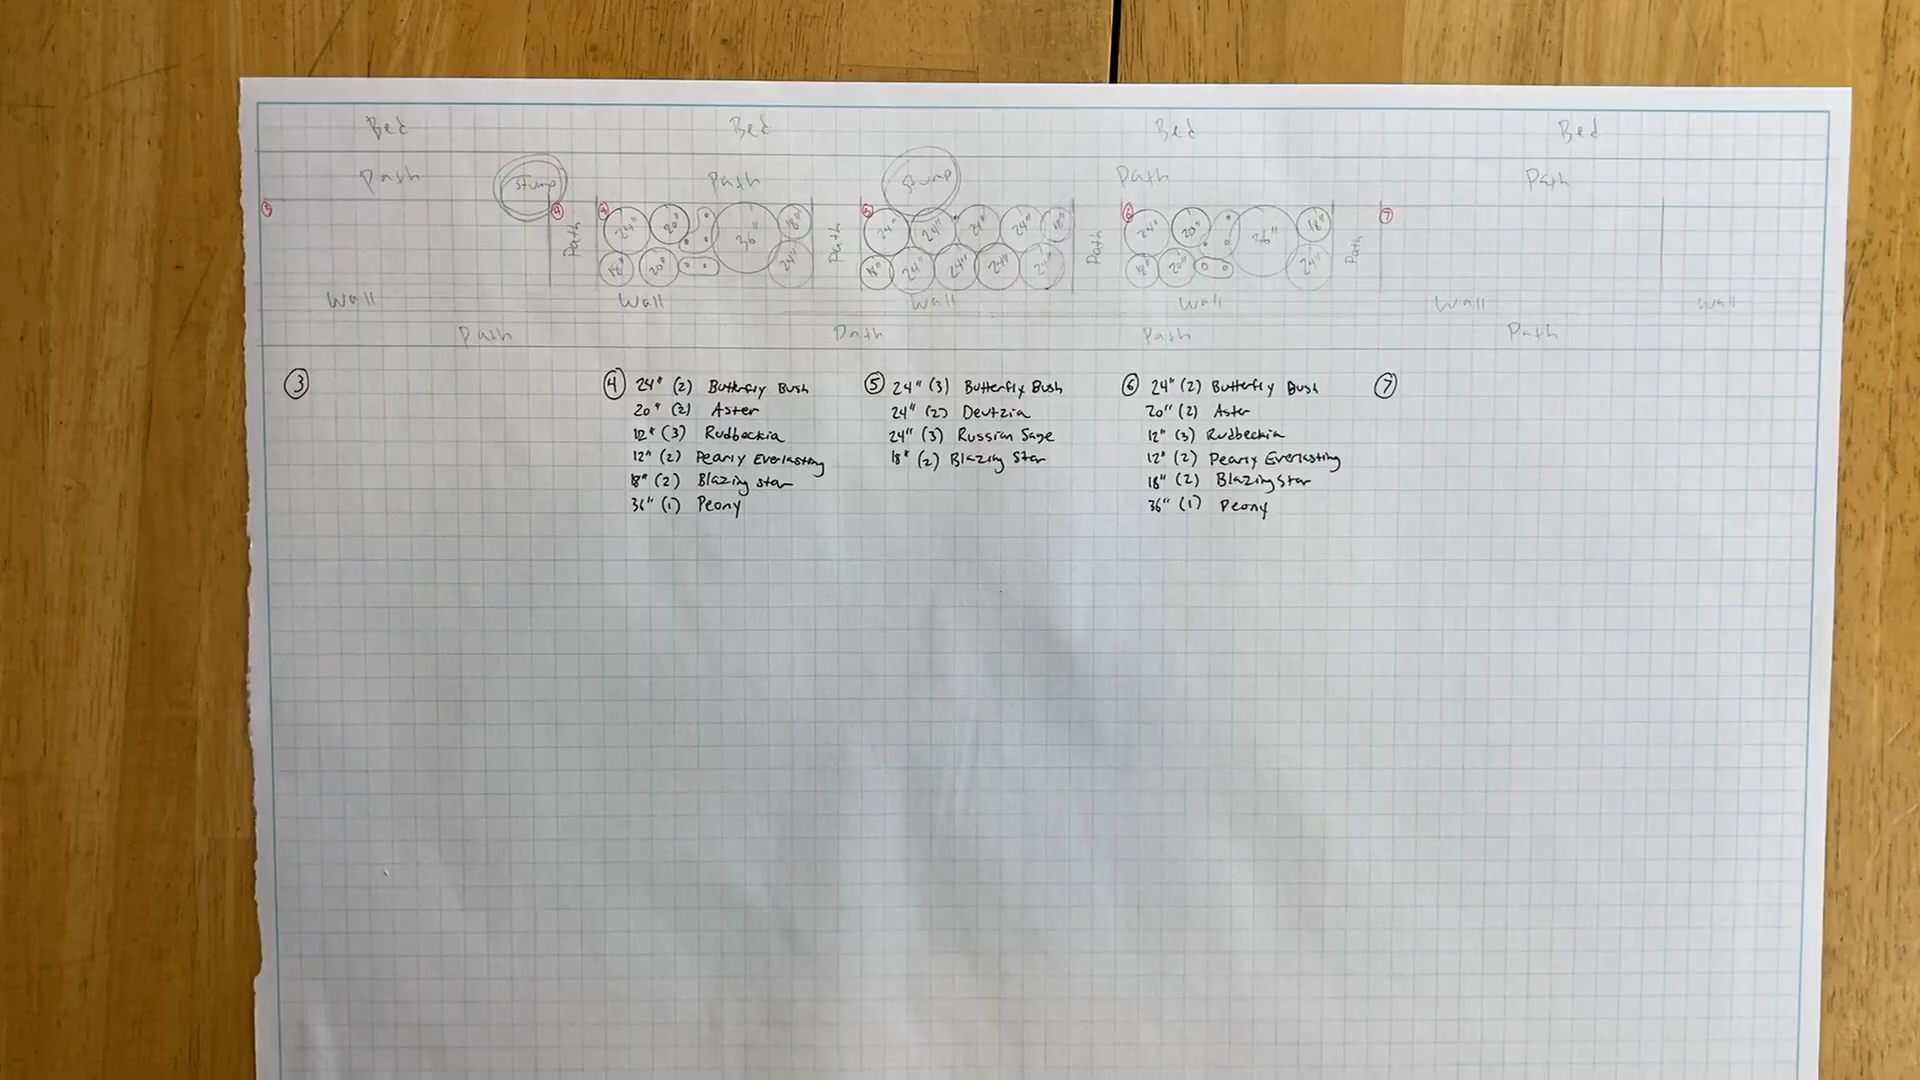 Bed Bed Bed Bed
Path Stump Path Stump Path Path
4 5 6 7
24" 20" 36" 18" 24" 24" 24" 24" 18" 24" 20" 36" 18"
Path Path Path Path
18" 20" 24" 18" 24" 24" 24" 24" 18" 20" 24"
Wall Wall Wall Wall Wall Wall
Path Path Path Path
3
4 24" (2) Butterfly Bush
20" (2) Aster
12" (3) Rudbeckia
12" (2) Pearly Everlasting
18" (2) Blazing Star
36" (1) Peony
5 24" (3) Butterfly Bush
24" (2) Deutzia
24" (3) Russian Sage
18" (2) Blazing Star
6 24" (2) Butterfly Bush
20" (2) Aster
12" (3) Rudbeckia
12" (2) Pearly Everlasting
18" (2) Blazing Star
36" (1) Peony
7